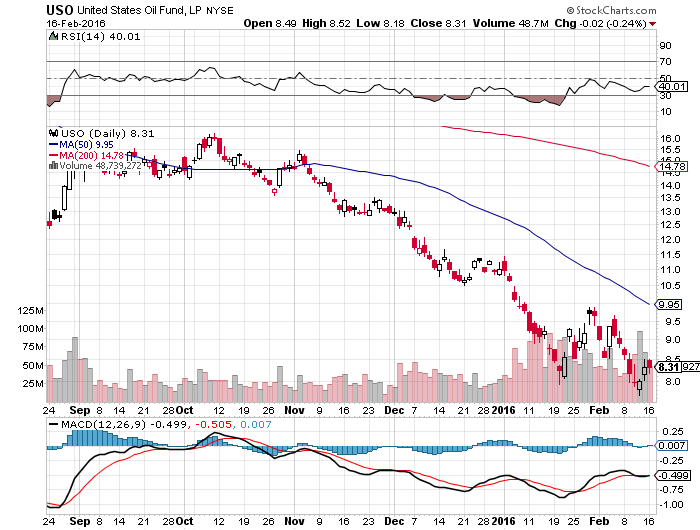 USO United States Oil Fund, LP NYSE © StockCharts.com
16-Feb-2016 Open 8.49 High 8.52 Low 8.18 Close 8.31 Volume 48.7M Chg -0.02 (-0.24%)
RSI(14) 40.01
90
70
50
40.01
30
10
USO (Daily) 8.31
MA(50) 9.95
MA(200) 14.78
Volume 48,739,272
16.0
15.5
15.0
14.78
14.5
14.0
13.5
13.0
12.5
12.0
11.5
11.0
10.5
9.95
9.5
9.0
8.5
8.31 927
8.0
125M
100M
75M
50M
25M
24 Sep 8 14 21 28 Oct 12 19 26 Nov 9 16 23 Dec 7 14 21 28 2016 11 19 25 Feb 8 16
MACD(12,26,9) -0.499, -0.505, 0.007
0.25
0.007
-0.25
-0.499
-0.75
-1.00
24 Sep 8 14 21 28 Oct 12 19 26 Nov 9 16 23 Dec 7 14 21 28 2016 11 19 25 Feb 8 16